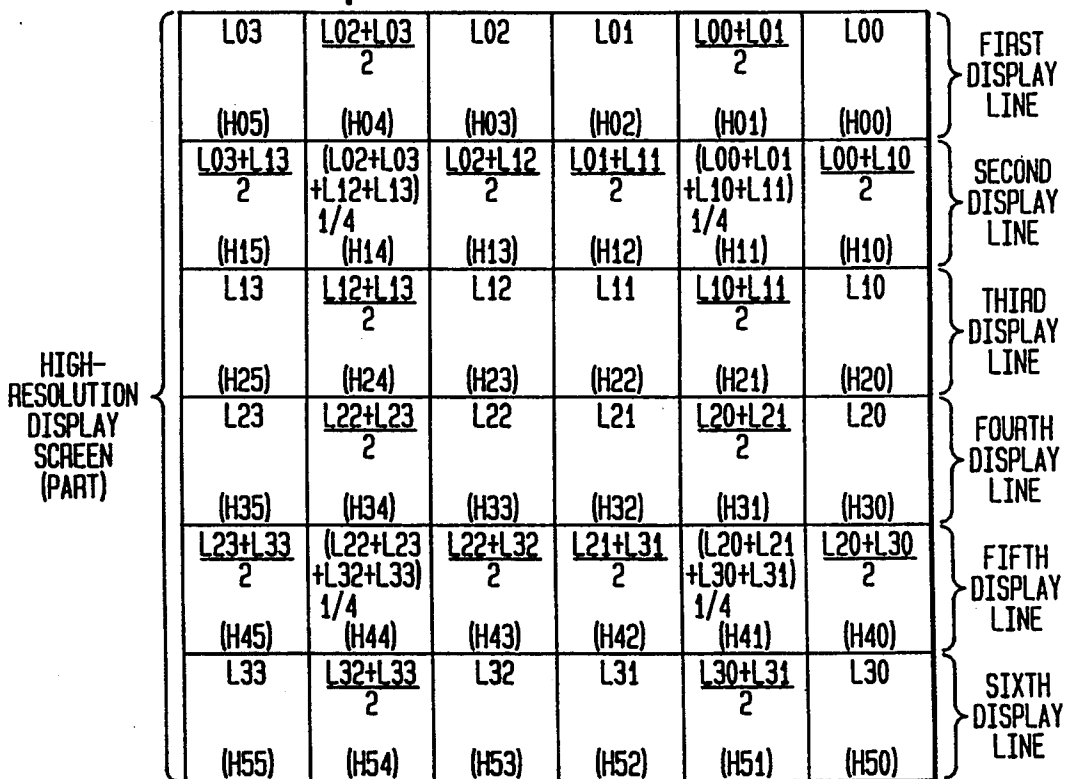 L03 L02+L03 L02 L01 L00+L01 L00
2 2
(H05) (H04) (H03) (H02) (H01) (H00)
FIRST
DISPLAY
LINE
L03+L13 (L02+L03 L02+L12 L01+L11 (L00+L01 L00+L10
2 +L12+L13) 2 2 +L10+L11) 2
1/4 1/4
(H15) (H14) (H13) (H12) (H11) (H10)
SECOND
DISPLAY
LINE
L13 L12+L13 L12 L11 L10+L11 L10
2 2
(H25) (H24) (H23) (H22) (H21) (H20)
THIRD
DISPLAY
LINE
HIGH-
RESOLUTION
DISPLAY
SCREEN
(PART)
L23 L22+L23 L22 L21 L20+L21 L20
2 2
(H35) (H34) (H33) (H32) (H31) (H30)
FOURTH
DISPLAY
LINE
L23+L33 (L22+L23 L22+L32 L21+L31 (L20+L21 L20+L30
2 +L32+L33) 2 2 +L30+L31) 2
1/4 1/4
(H45) (H44) (H43) (H42) (H41) (H40)
FIFTH
DISPLAY
LINE
L33 L32+L33 L32 L31 L30+L31 L30
2 2
(H55) (H54) (H53) (H52) (H51) (H50)
SIXTH
DISPLAY
LINE